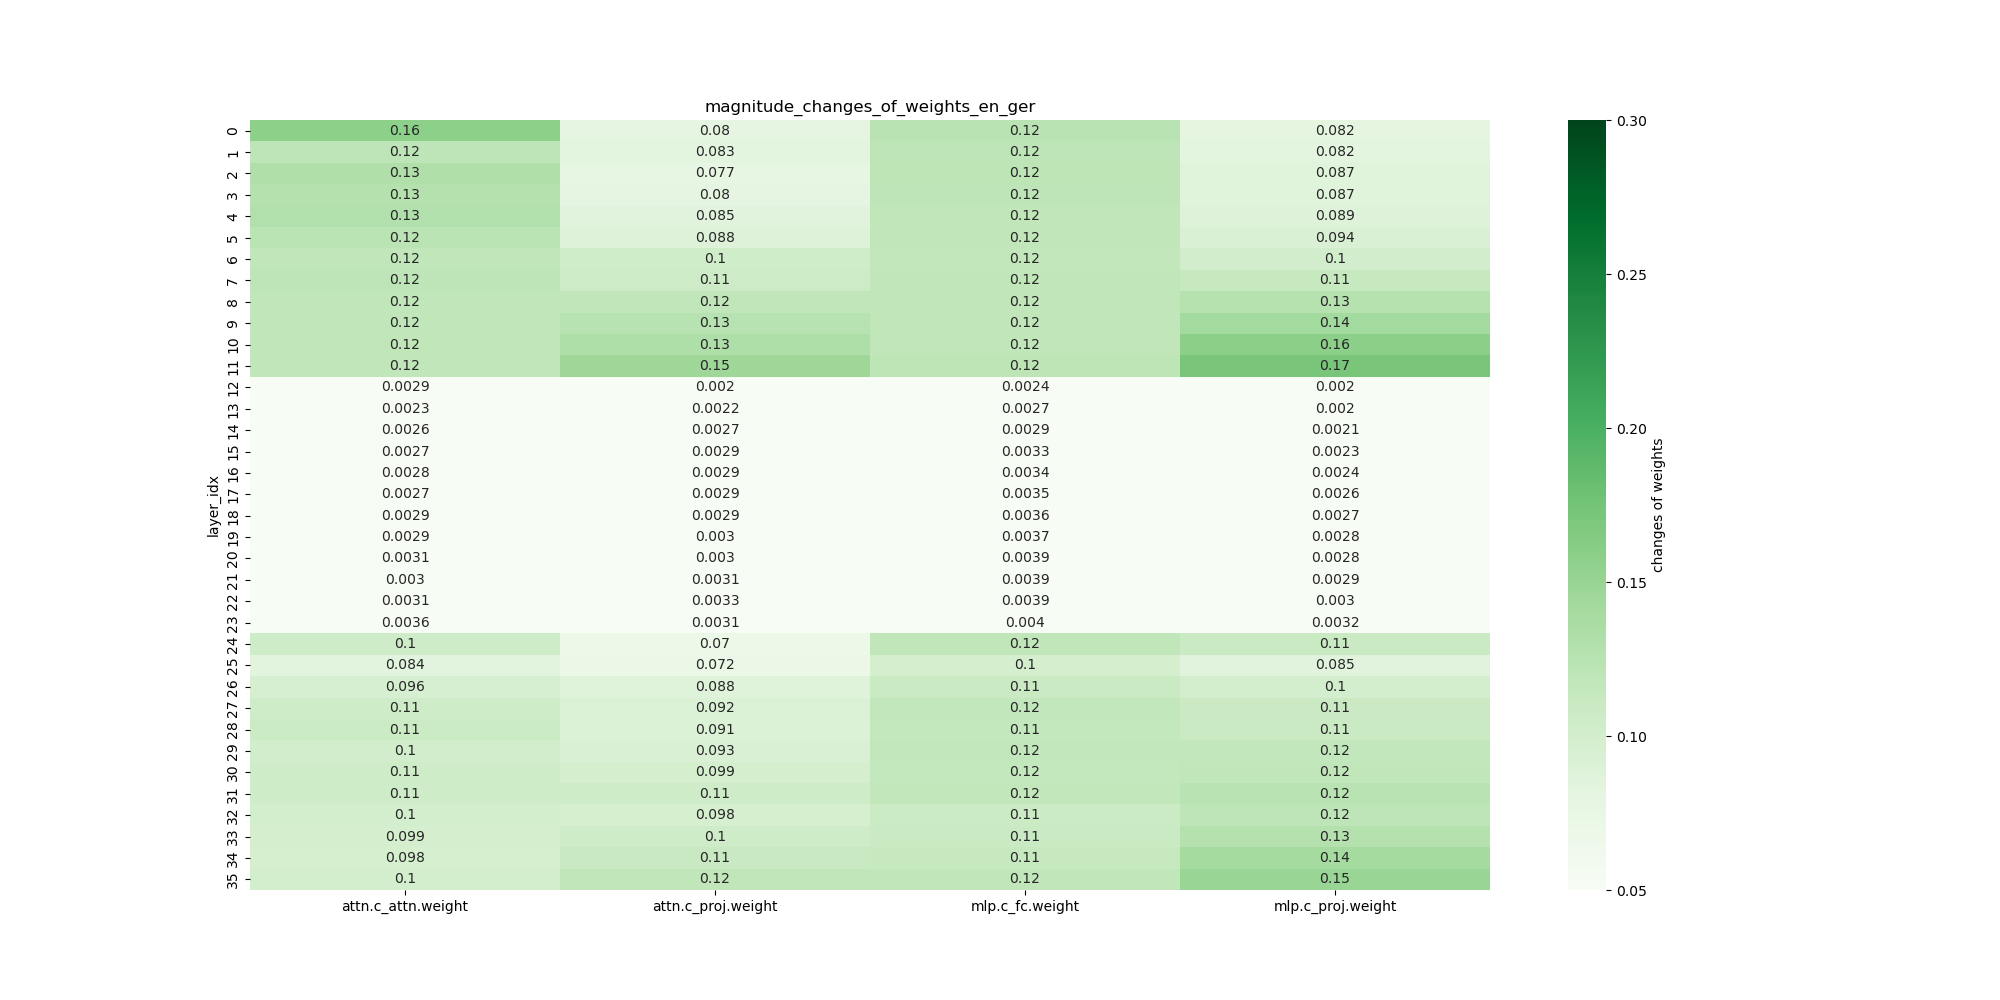 magnitude_changes_of_weights_en_ger
0 0.16 0.08 0.12 0.082
1 0.12 0.083 0.12 0.082
2 0.13 0.077 0.12 0.087
3 0.13 0.08 0.12 0.087
4 0.13 0.085 0.12 0.089
5 0.12 0.088 0.12 0.094
6 0.12 0.1 0.12 0.1
7 0.12 0.11 0.12 0.11
8 0.12 0.12 0.12 0.13
9 0.12 0.13 0.12 0.14
10 0.12 0.13 0.12 0.16
11 0.12 0.15 0.12 0.17
12 0.0029 0.002 0.0024 0.002
13 0.0023 0.0022 0.0027 0.002
14 0.0026 0.0027 0.0029 0.0021
15 0.0027 0.0029 0.0033 0.0023
16 0.0028 0.0029 0.0034 0.0024
17 0.0027 0.0029 0.0035 0.0026
18 0.0029 0.0029 0.0036 0.0027
19 0.0029 0.003 0.0037 0.0028
20 0.0031 0.003 0.0039 0.0028
21 0.003 0.0031 0.0039 0.0029
22 0.0031 0.0033 0.0039 0.003
23 0.0036 0.0031 0.004 0.0032
24 0.1 0.07 0.12 0.11
25 0.084 0.072 0.1 0.085
26 0.096 0.088 0.11 0.1
27 0.11 0.092 0.12 0.11
28 0.11 0.091 0.11 0.11
29 0.1 0.093 0.12 0.12
30 0.11 0.099 0.12 0.12
31 0.11 0.11 0.12 0.12
32 0.1 0.098 0.11 0.12
33 0.099 0.1 0.11 0.13
34 0.098 0.11 0.11 0.14
35 0.1 0.12 0.12 0.15
attn.c_attn.weight attn.c_proj.weight mlp.c_fc.weight mlp.c_proj.weight
layer_idx
0.30
0.25
0.20
0.15
0.10
0.05
changes of weights